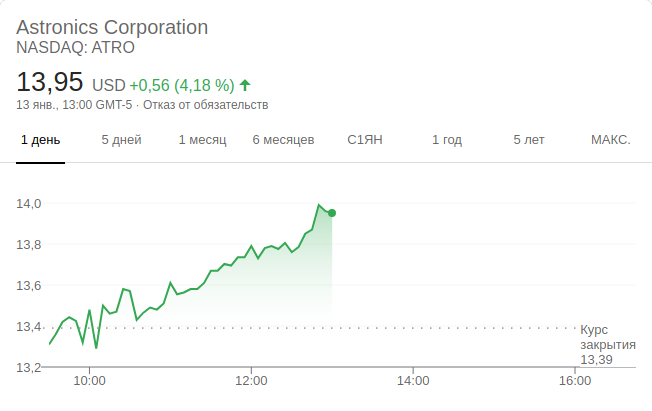 Astronics Corporation
NASDAQ: ATRO
13,95 USD +0,56 (4,18 %)
13 янв., 13:00 GMT-5 · Отказ от обязательств
1 день 5 дней 1 месяц 6 месяцев С1ЯН 1 год 5 лет МАКС.
14,0
13,8
13,6
13,4
13,2
Курс
закрытия
13,39
10:00 12:00 14:00 16:00